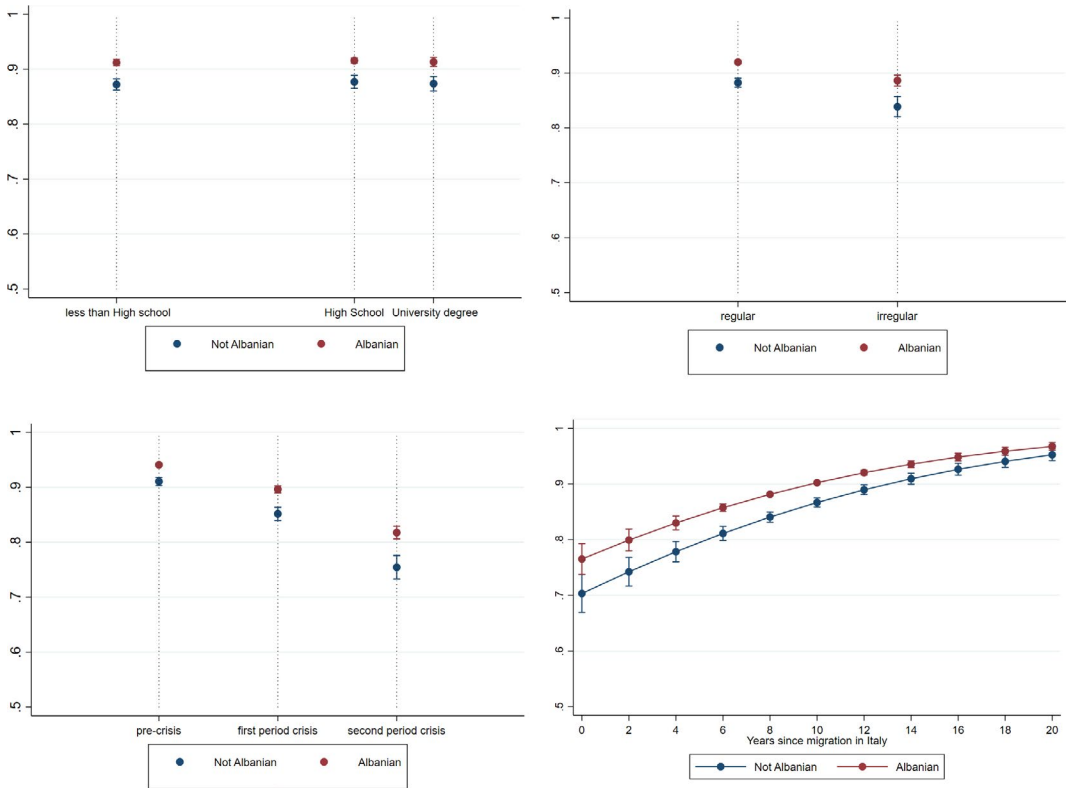 1
.9
.8
.7
.6
.5
less than High school High School University degree
Not Albanian Albanian
1
.9
.8
.7
.6
.5
regular irregular
Not Albanian Albanian
1
.9
.8
.7
.6
.5
pre-crisis first period crisis second period crisis
Not Albanian Albanian
1
.9
.8
.7
.6
.5
0 2 4 6 8 10 12 14 16 18 20
Years since migration in Italy
Not Albanian Albanian